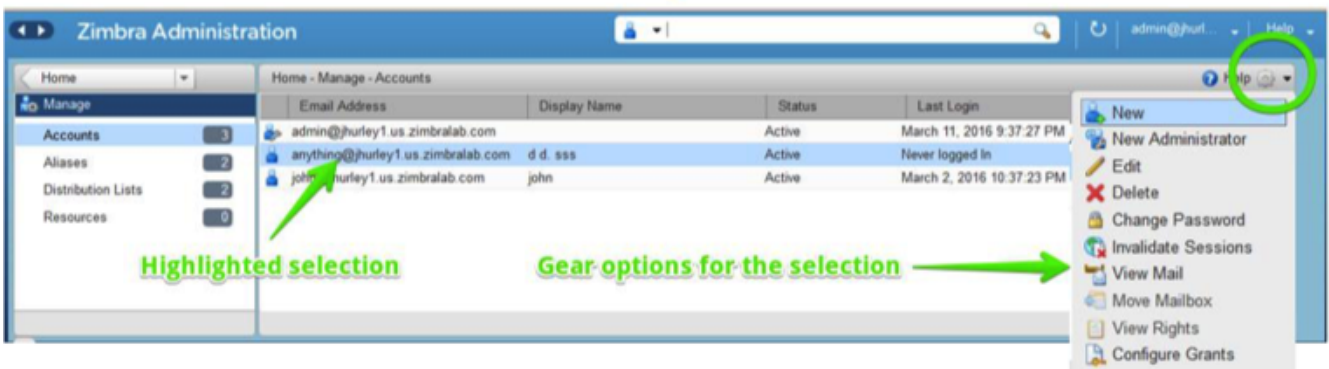 Zimbra Administration
admin@jhurl...
Help
Home
Home - Manage - Accounts
Help
Manage
Email Address Display Name Status Last Login
Accounts 3
admin@jhurley1.us.zimbralab.com Active March 11, 2016 9:37:27 PM
Aliases 2
anything@jhurley1.us.zimbralab.com d d. sss Active Never logged In
Distribution Lists 2
john jhurley1.us.zimbralab.com john Active March 2, 2016 10:37:23 PM
Resources 0
New
New Administrator
Edit
Delete
Change Password
Invalidate Sessions
View Mail
Move Mailbox
View Rights
Configure Grants
Highlighted selection
Gear options for the selection